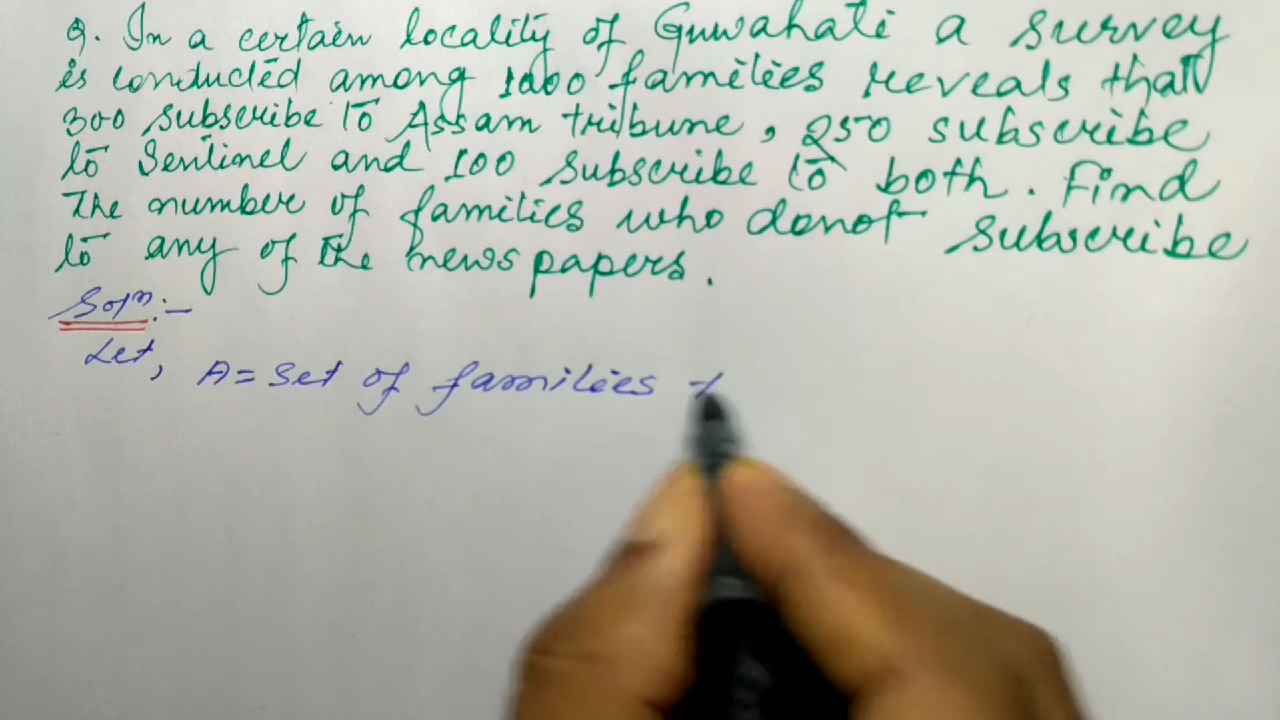 Q. In a certain locality of Guwahati a survey
is conducted among 1000 families reveals that
300 subscribe to Assam tribune, 250 subscribe
to Sentinel and 100 subscribe to both. Find
The number of families who donot subscribe
to any of the newspapers.
Soln:-
Let, A = Set of families